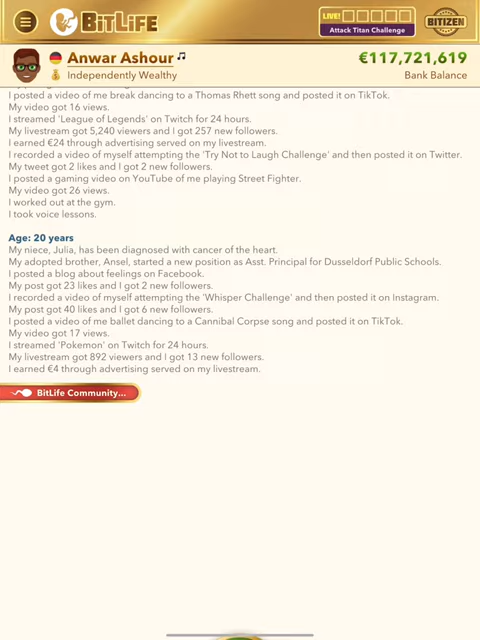 BITLIFE
LIVE!
Attack Titan Challenge
BITIZEN
Anwar Ashour
€117,721,619
Independently Wealthy
Bank Balance
I posted a video of me break dancing to a Thomas Rhett song and posted it on TikTok.
My video got 16 views.
I streamed 'League of Legends' on Twitch for 24 hours.
My livestream got 5,240 viewers and I got 257 new followers.
I earned €24 through advertising served on my livestream.
I recorded a video of myself attempting the 'Try Not to Laugh Challenge' and then posted it on Twitter.
My tweet got 2 likes and I got 2 new followers.
I posted a gaming video on YouTube of me playing Street Fighter.
My video got 26 views.
I worked out at the gym.
I took voice lessons.
Age: 20 years
My niece, Julia, has been diagnosed with cancer of the heart.
My adopted brother, Ansel, started a new position as Asst. Principal for Dusseldorf Public Schools.
I posted a blog about feelings on Facebook.
My post got 23 likes and I got 2 new followers.
I recorded a video of myself attempting the 'Whisper Challenge' and then posted it on Instagram.
My post got 40 likes and I got 6 new followers.
I posted a video of me ballet dancing to a Cannibal Corpse song and posted it on TikTok.
My video got 17 views.
I streamed 'Pokemon' on Twitch for 24 hours.
My livestream got 892 viewers and I got 13 new followers.
I earned €4 through advertising served on my livestream.
BitLife Community...